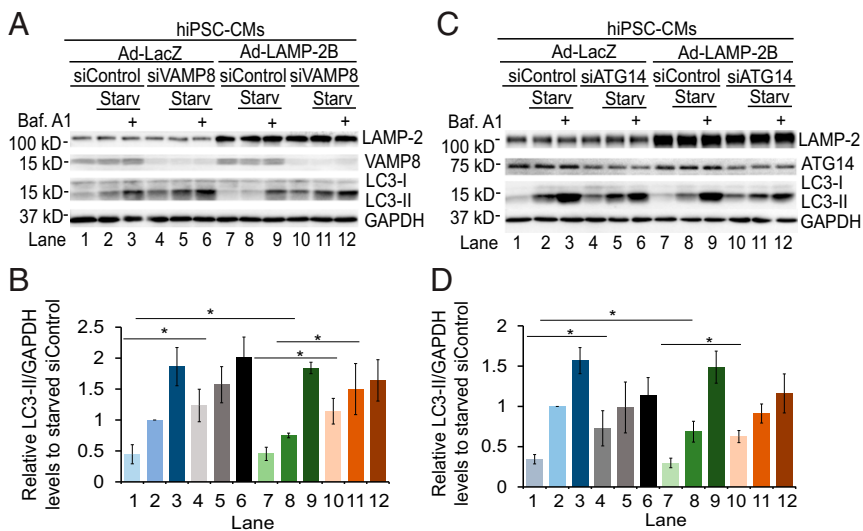 A
hiPSC-CMs
Ad-LacZ Ad-LAMP-2B
siControl siVAMP8 siControl siVAMP8
Starv Starv Starv Starv
Baf. A1 + + + +
100 kD- LAMP-2
15 kD- VAMP8
LC3-I
15 kD- LC3-II
37 kD- GAPDH
Lane 1 2 3 4 5 6 7 8 9 10 11 12
B
Relative LC3-II/GAPDH
levels to starved siControl
2.5
2
1.5
1
0.5
0
* * * *
1 2 3 4 5 6 7 8 9 10 11 12
Lane
C
hiPSC-CMs
Ad-LacZ Ad-LAMP-2B
siControl siATG14 siControl siATG14
Starv Starv Starv Starv
Baf. A1 + + + +
100 kD- LAMP-2
75 kD- ATG14
LC3-I
15 kD- LC3-II
37 kD- GAPDH
Lane 1 2 3 4 5 6 7 8 9 10 11 12
D
Relative LC3-II/GAPDH
levels to starved siControl
2
1.5
1
0.5
0
* * *
1 2 3 4 5 6 7 8 9 10 11 12
Lane